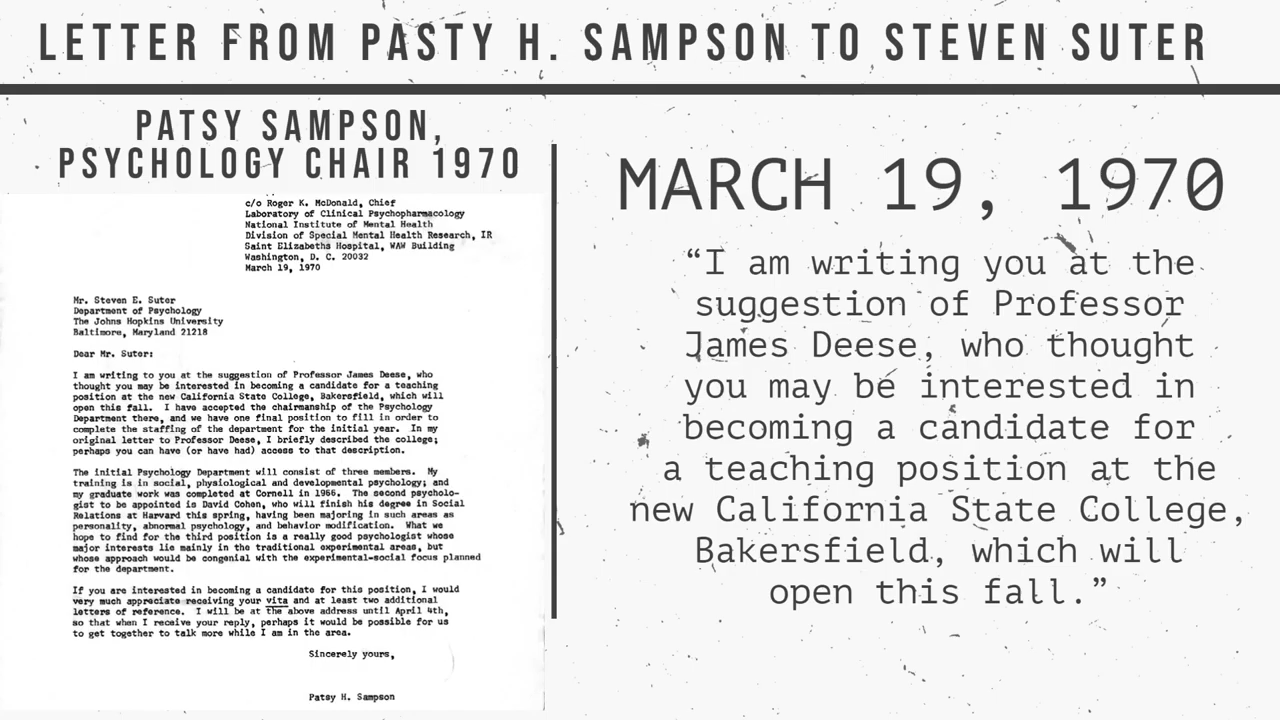 LETTER FROM PASTY H. SAMPSON TO STEVEN SUTER
PATSY SAMPSON,
PSYCHOLOGY CHAIR 1970
c/o Roger K. McDonald, Chief
Laboratory of Clinical Psychopharmacology
National Institute of Mental Health
Division of Special Mental Health Research, IR
Saint Elizabeths Hospital, WAW Building
Washington, D. C. 20032
March 19, 1970
Mr. Steven E. Suter
Department of Psychology
The Johns Hopkins University
Baltimore, Maryland 21218
Dear Mr. Suter:
I am writing to you at the suggestion of Professor James Deese, who
thought you may be interested in becoming a candidate for a teaching
position at the new California State College, Bakersfield, which will
open this fall. I have accepted the chairmanship of the Psychology
Department there, and we have one final position to fill in order to
complete the staffing of the department for the initial year. In my
original letter to Professor Deese, I briefly described the college;
perhaps you can have (or have had) access to that description.
The initial Psychology Department will consist of three members. My
training is in social, physiological and developmental psychology; and
my graduate work was completed at Cornell in 1966. The second psycholo-
gist to be appointed is David Cohen, who will finish his degree in Social
Relations at Harvard this spring, having been majoring in such areas as
personality, abnormal psychology, and behavior modification. What we
hope to find for the third position is a really good psychologist whose
major interests lie mainly in the traditional experimental areas, but
whose approach would be congenial with the experimental-social focus planned
for the department.
If you are interested in becoming a candidate for this position, I would
very much appreciate receiving your vita and at least two additional
letters of reference. I will be at the above address until April 4th,
so that when I receive your reply, perhaps it would be possible for us
to get together to talk more while I am in the area.
Sincerely yours,
Patsy H. Sampson
MARCH 19, 1970
“I am writing you at the
suggestion of Professor
James Deese, who thought
you may be interested in
becoming a candidate for
a teaching position at the
new California State College,
Bakersfield, which will
open this fall.”